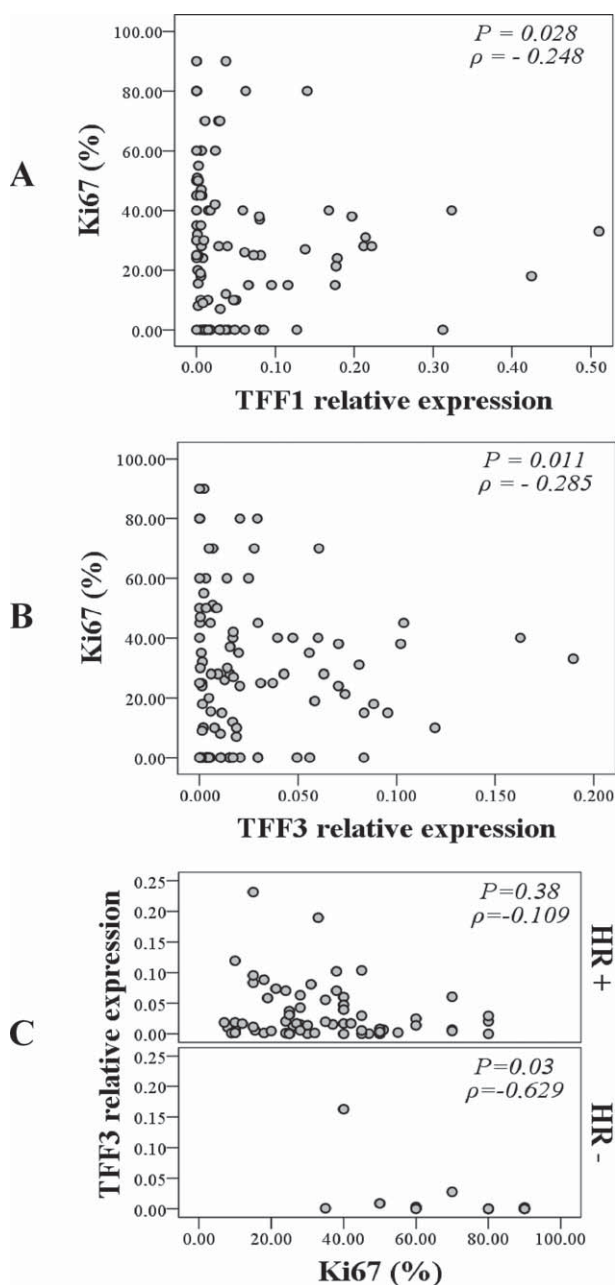 A
P = 0.028
ρ = - 0.248
Ki67 (%)
100.00
80.00
60.00
40.00
20.00
0.00
0.00 0.10 0.20 0.30 0.40 0.50
TFF1 relative expression
B
P = 0.011
ρ = - 0.285
Ki67 (%)
100.00
80.00
60.00
40.00
20.00
0.00
0.000 0.050 0.100 0.150 0.200
TFF3 relative expression
C
TFF3 relative expression
0.25
0.20
0.15
0.10
0.05
0.00
P=0.38
ρ=-0.109
HR +
0.25
0.20
0.15
0.10
0.05
0.00
P=0.03
ρ=-0.629
HR -
0.00 20.00 40.00 60.00 80.00 100.00
Ki67 (%)